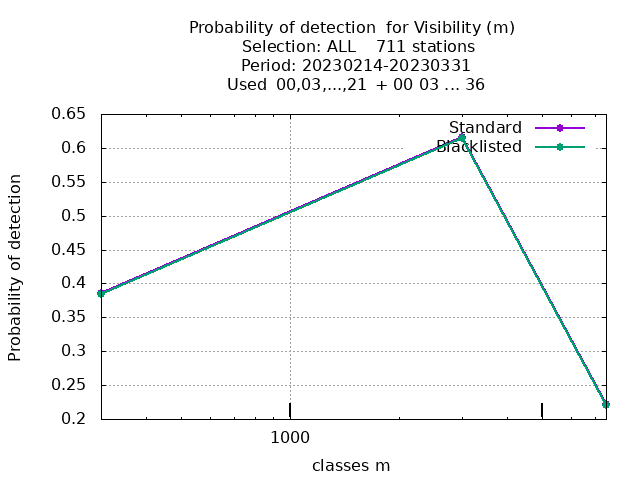 Probability of detection  for Visibility (m)
Selection: ALL    711 stations
Period: 20230214-20230331
Used  00,03,...,21  + 00 03 ... 36
Standard
Blacklisted
0.65
0.6
0.55
0.5
0.45
0.4
0.35
0.3
0.25
0.2
Probability of detection
1000
classes m